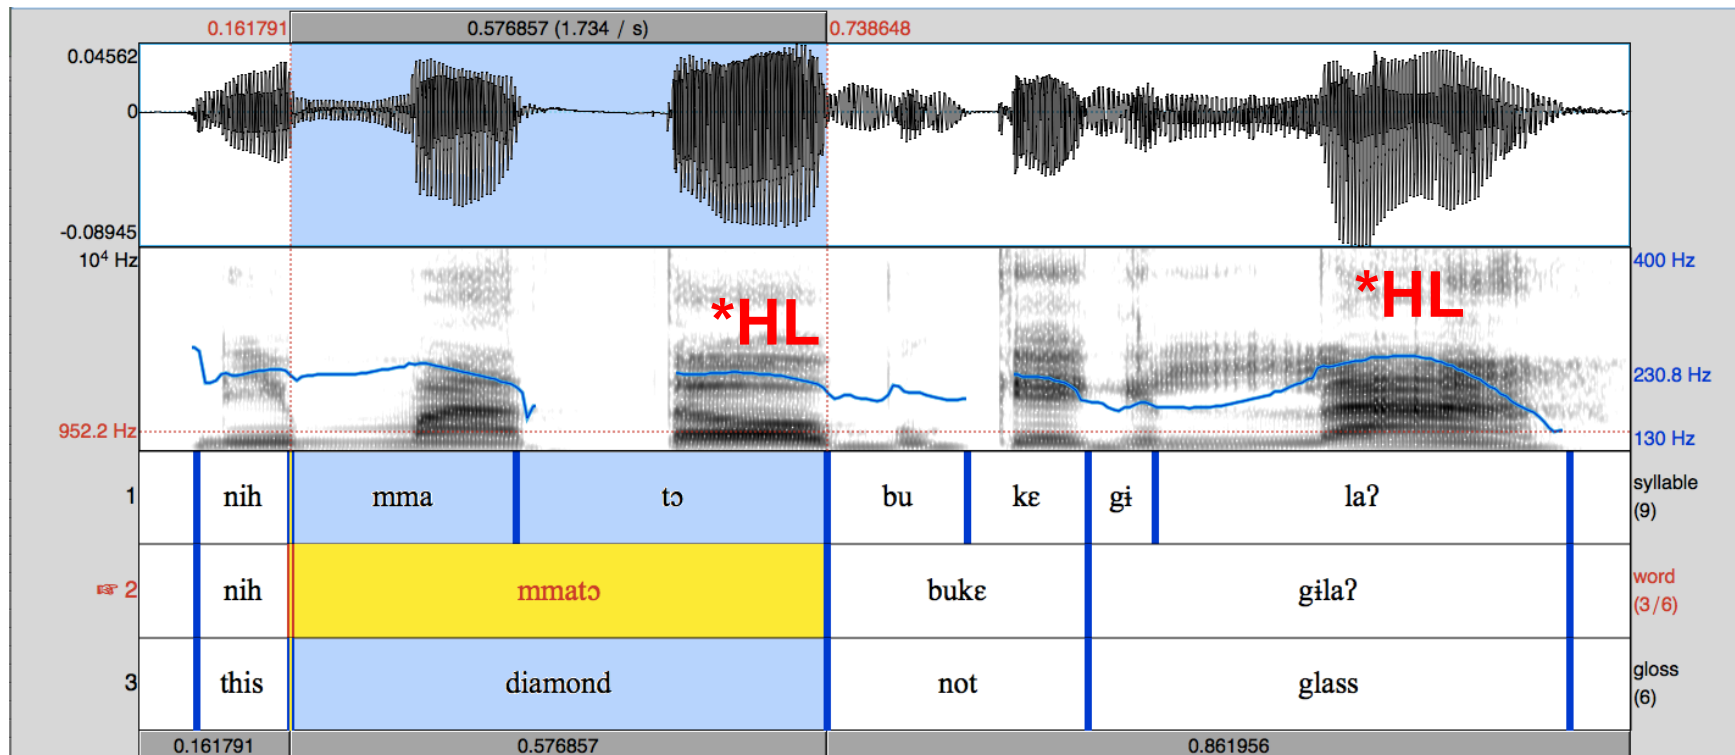 0.161791 0.576857 (1.734 / s) 0.738648
0.04562
0
-0.08945
10⁴ Hz 400 Hz
*HL *HL
230.8 Hz
952.2 Hz 130 Hz
1 nih mma tɔ bu kɛ gɨ laʔ syllable
(9)
☞ 2 nih mmatɔ bukɛ gɨlaʔ word
(3/6)
3 this diamond not glass gloss
(6)
0.161791 0.576857 0.861956